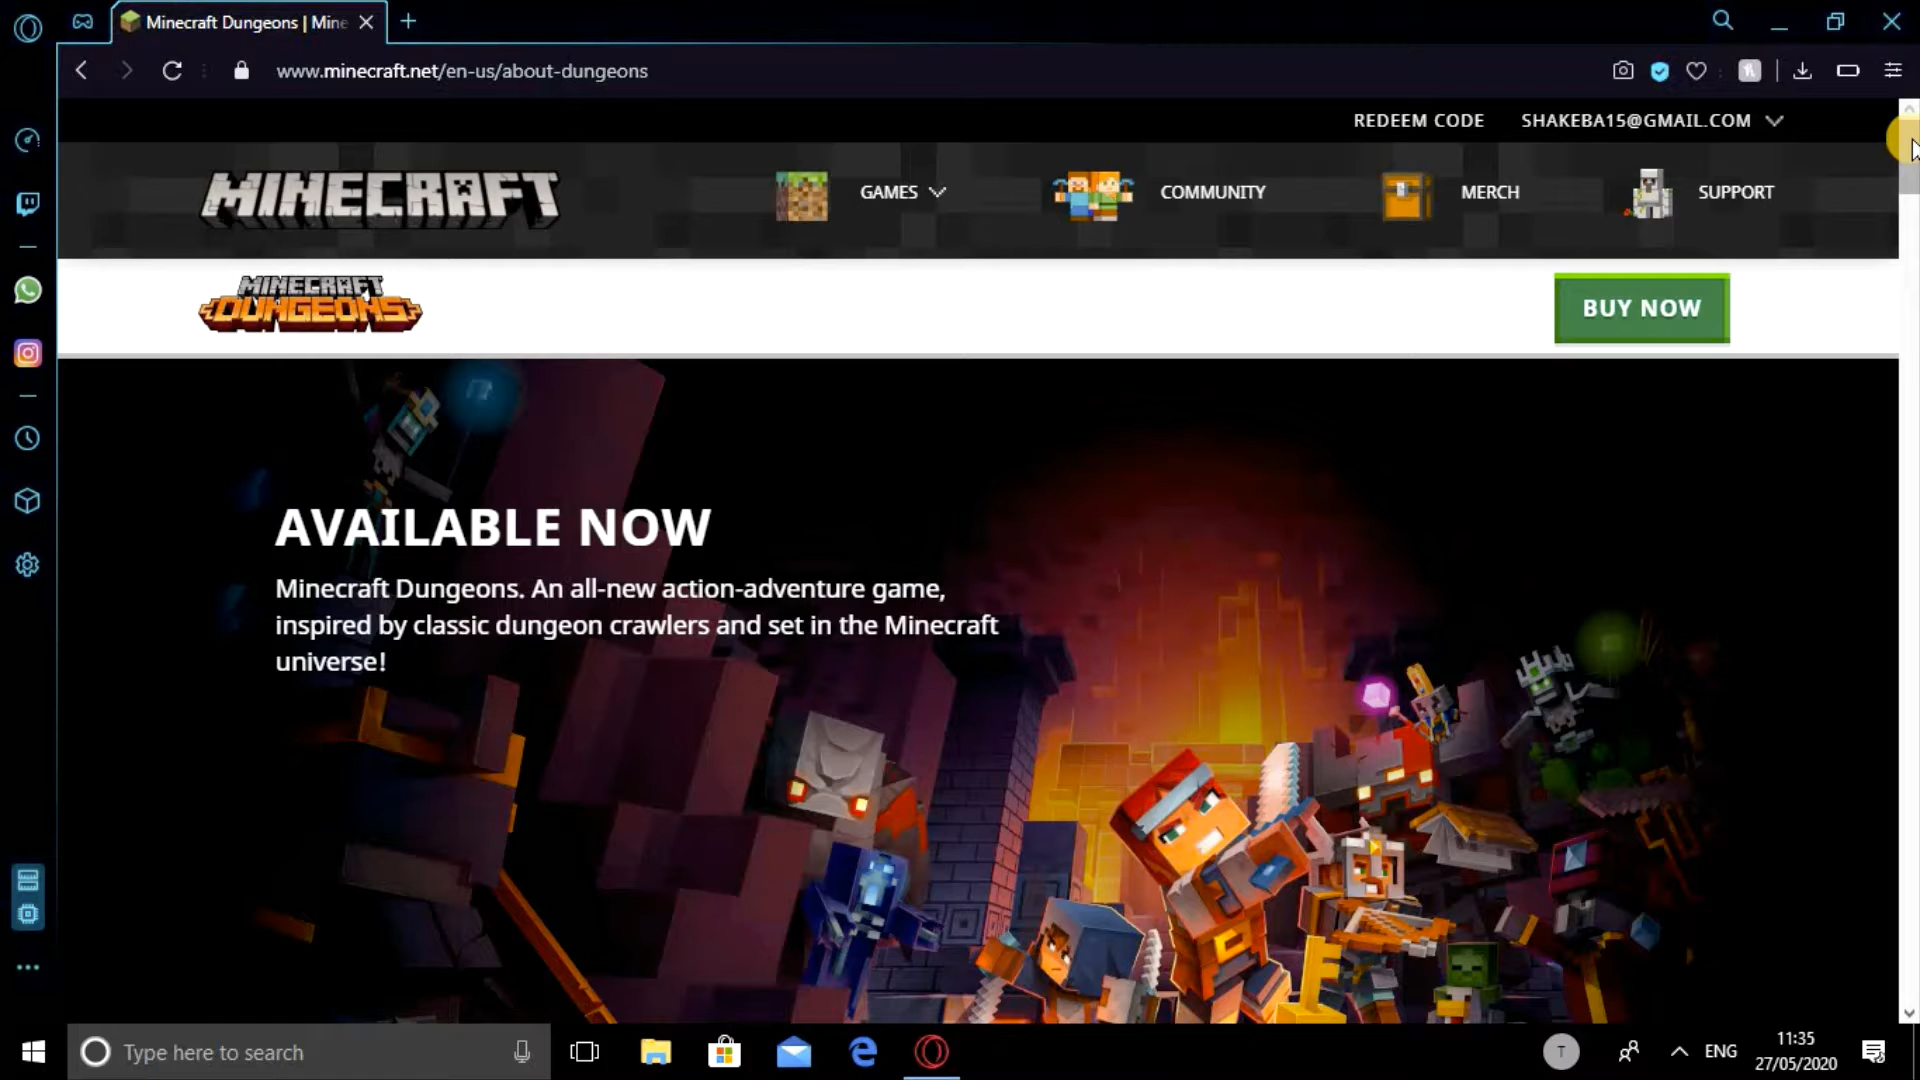 Minecraft Dungeons | Mine
www.minecraft.net/en-us/about-dungeons
REDEEM CODE
SHAKEBA15@GMAIL.COM
MINECRAFT
GAMES
COMMUNITY
MERCH
SUPPORT
MINECRAFT
DUNGEONS
BUY NOW
AVAILABLE NOW
Minecraft Dungeons. An all-new action-adventure game,
inspired by classic dungeon crawlers and set in the Minecraft
universe!
Type here to search
T
ENG
11:35
27/05/2020